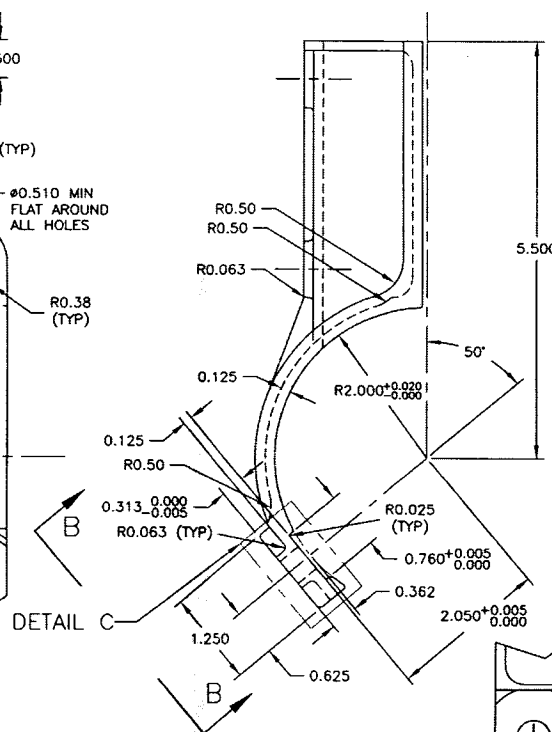 (TYP)
ø0.510 MIN
FLAT AROUND
ALL HOLES
R0.38
(TYP)
R0.50
R0.50
R0.063
5.500
50°
0.125
R2.000+0.020
-0.000
0.125
R0.50
0.313 0.000
-0.005
R0.063 (TYP)
R0.025
(TYP)
B
0.760+0.005
0.000
0.362
2.050+0.005
0.000
DETAIL C
1.250
0.625
B